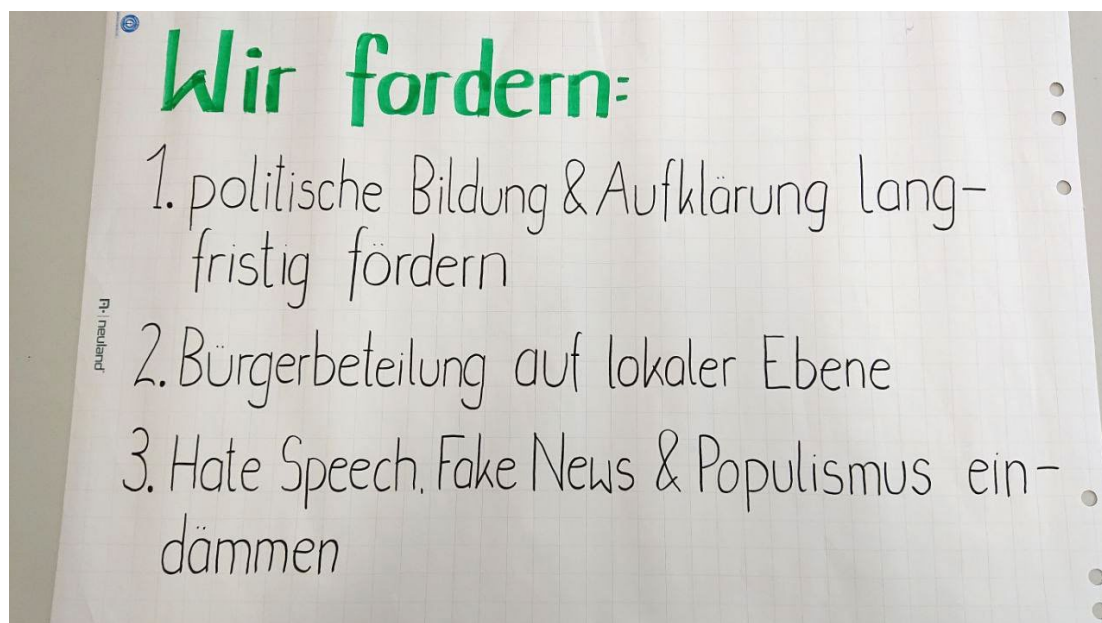 Wir fordern:
1. politische Bildung & Aufklärung lang-
fristig fördern
2. Bürgerbeteilung auf lokaler Ebene
3. Hate Speech, Fake News & Populismus ein-
dämmen
neuland